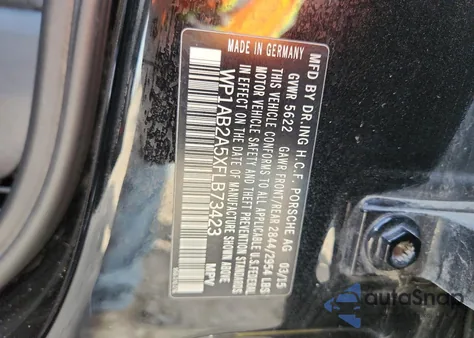 MFD BY DR.ING H.C.F. PORSCHE AG 03/15
GVWR 5622 GAWR FRONT/REAR 2844/2954 LBS
THIS VEHICLE CONFORMS TO ALL APPLICABLE U.S.FEDERAL
MOTOR VEHICLE SAFETY AND THEFT PREVENTION STANDARDS
IN EFFECT ON THE DATE OF MANUFACTURE SHOWN ABOVE
WP1AB2A5XFLB73423 MPV
MADE IN GERMANY
autoSnap